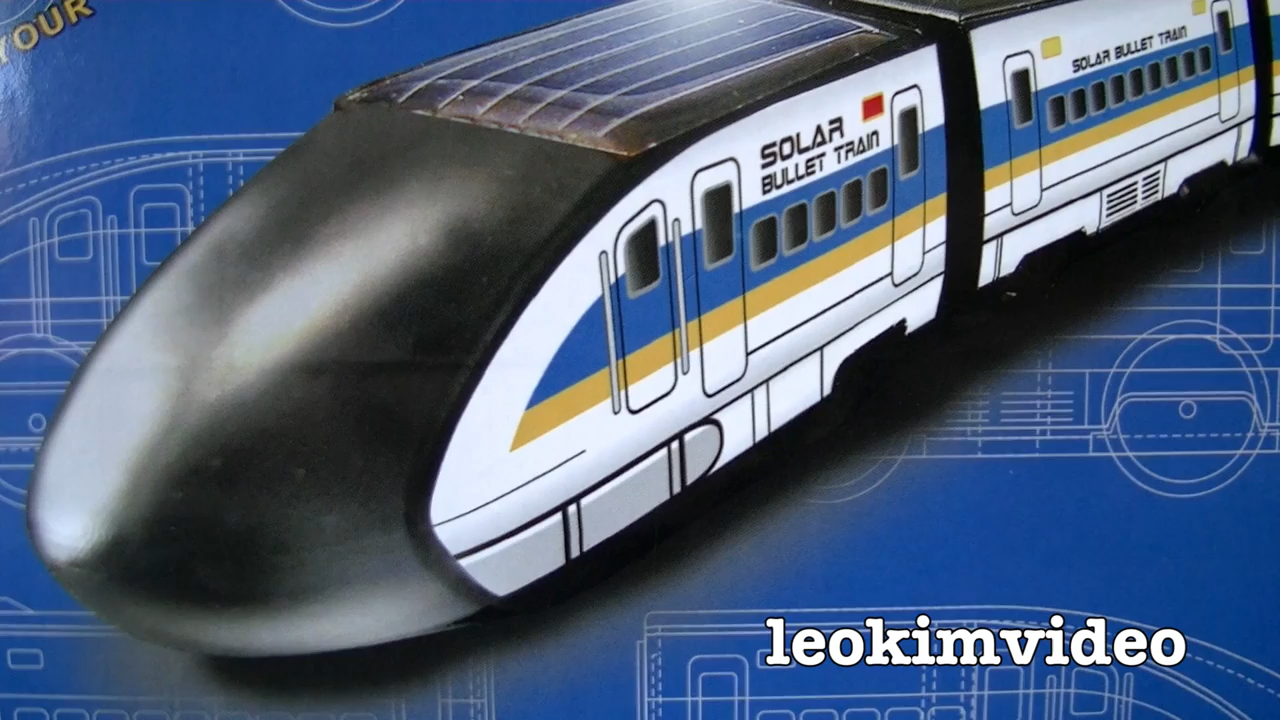 YOUR
SOLAR
BULLET TRAIN
SOLAR BULLET TRAIN
leokimvideo